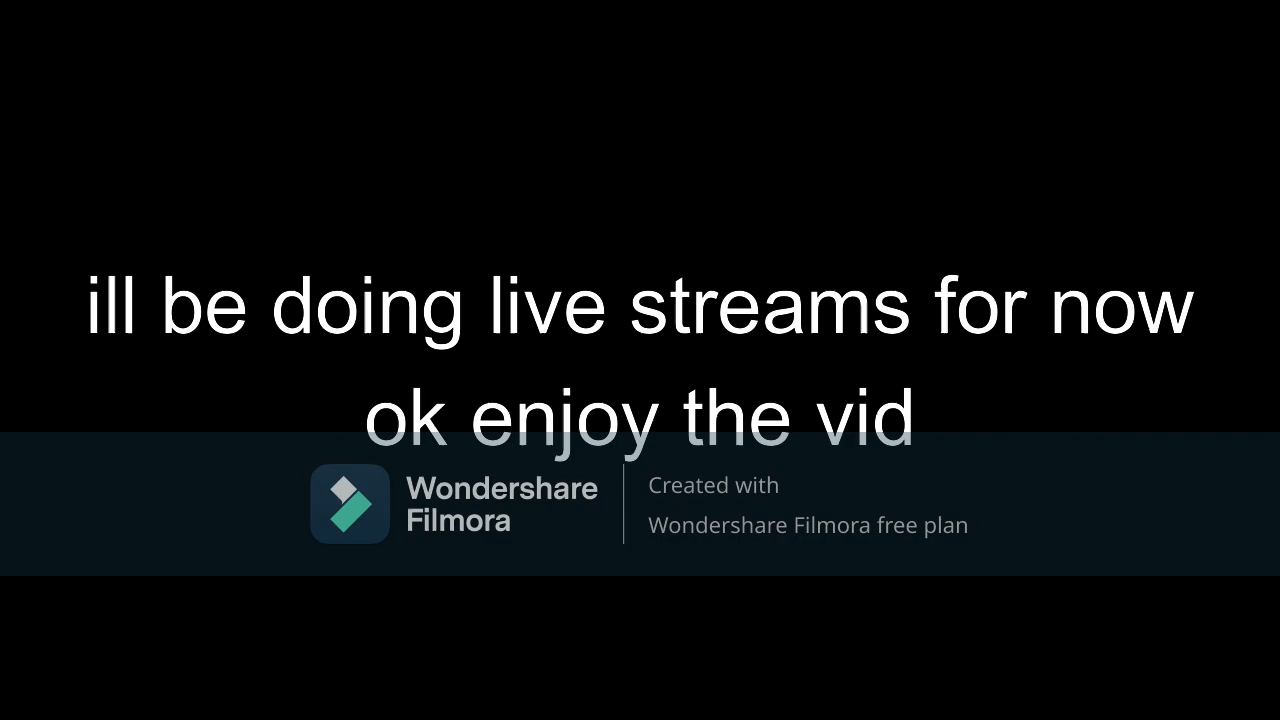 ill be doing live streams for now
ok enjoy the vid
Wondershare
Filmora
Created with
Wondershare Filmora free plan